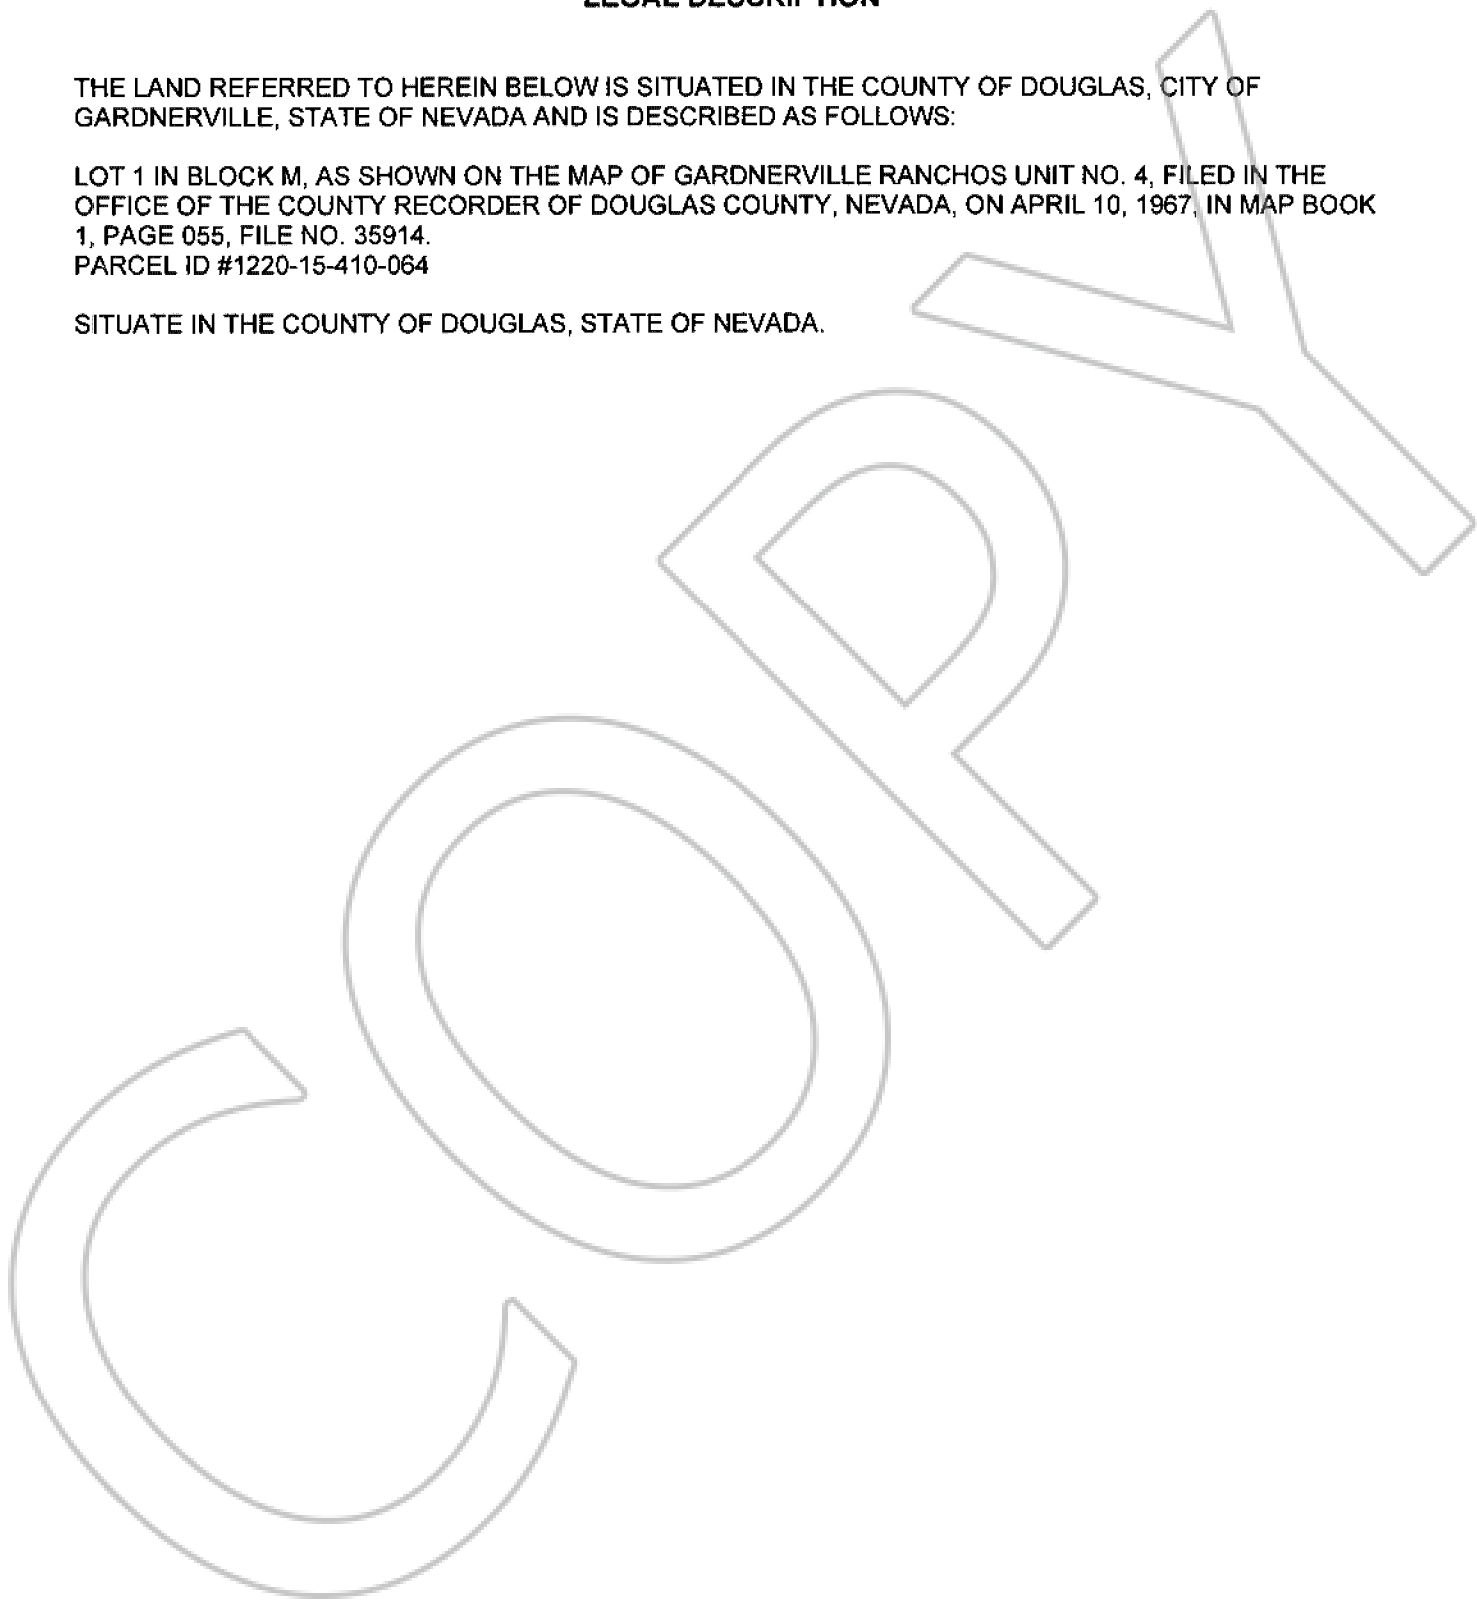 LEGAL DESCRIPTION
THE LAND REFERRED TO HEREIN BELOW IS SITUATED IN THE COUNTY OF DOUGLAS, CITY OF
GARDNERVILLE, STATE OF NEVADA AND IS DESCRIBED AS FOLLOWS:
LOT 1 IN BLOCK M, AS SHOWN ON THE MAP OF GARDNERVILLE RANCHOS UNIT NO. 4, FILED IN THE
OFFICE OF THE COUNTY RECORDER OF DOUGLAS COUNTY, NEVADA, ON APRIL 10, 1967, IN MAP BOOK
1, PAGE 055, FILE NO. 35914.
PARCEL ID #1220-15-410-064
SITUATE IN THE COUNTY OF DOUGLAS, STATE OF NEVADA.
COPY